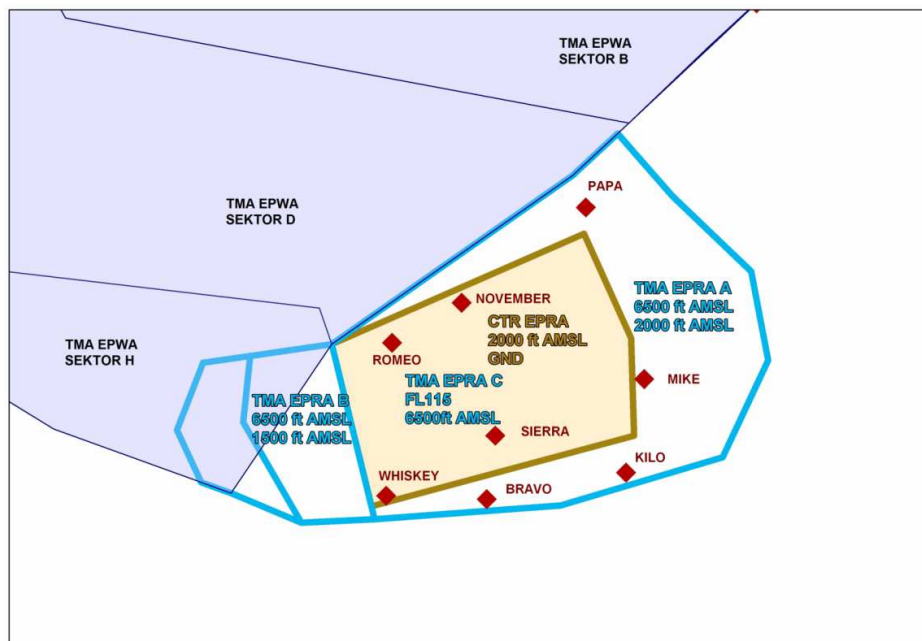 TMA EPWA
SEKTOR B
PAPA
TMA EPWA
SEKTOR D
TMA EPRA A
6500 ft AMSL
2000 ft AMSL
NOVEMBER
CTR EPRA
2000 ft AMSL
GND
TMA EPWA
SEKTOR H
ROMEO
TMA EPRA C
FL115
6500ft AMSL
MIKE
TMA EPRA B
6500 ft AMSL
1500 ft AMSL
SIERRA
KILO
WHISKEY
BRAVO